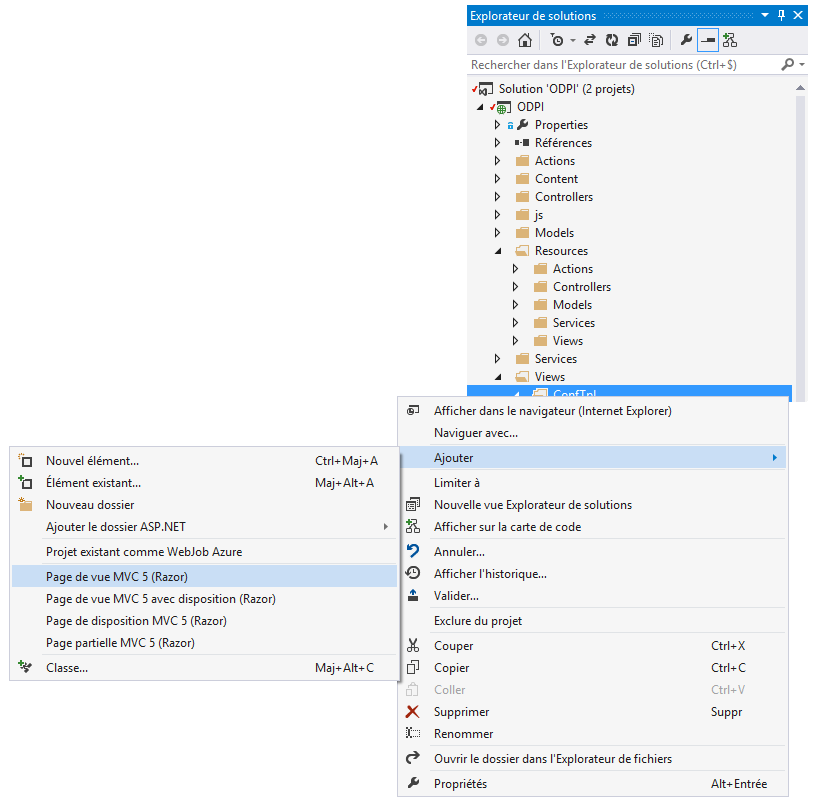 Explorateur de solutions
Rechercher dans l'Explorateur de solutions (Ctrl+$)
Solution 'ODPI' (2 projets)
ODPI
Properties
Références
Actions
Content
Controllers
js
Models
Resources
Actions
Controllers
Models
Services
Views
Services
Views
ConfTpl
Afficher dans le navigateur (Internet Explorer)
Naviguer avec...
Ajouter
Limiter à
Nouvelle vue Explorateur de solutions
Afficher sur la carte de code
Annuler...
Afficher l'historique...
Valider...
Exclure du projet
Couper Ctrl+X
Copier Ctrl+C
Coller Ctrl+V
Supprimer Suppr
Renommer
Ouvrir le dossier dans l'Explorateur de fichiers
Propriétés Alt+Entrée
Nouvel élément... Ctrl+Maj+A
Élément existant... Maj+Alt+A
Nouveau dossier
Ajouter le dossier ASP.NET
Projet existant comme WebJob Azure
Page de vue MVC 5 (Razor)
Page de vue MVC 5 avec disposition (Razor)
Page de disposition MVC 5 (Razor)
Page partielle MVC 5 (Razor)
Classe... Maj+Alt+C